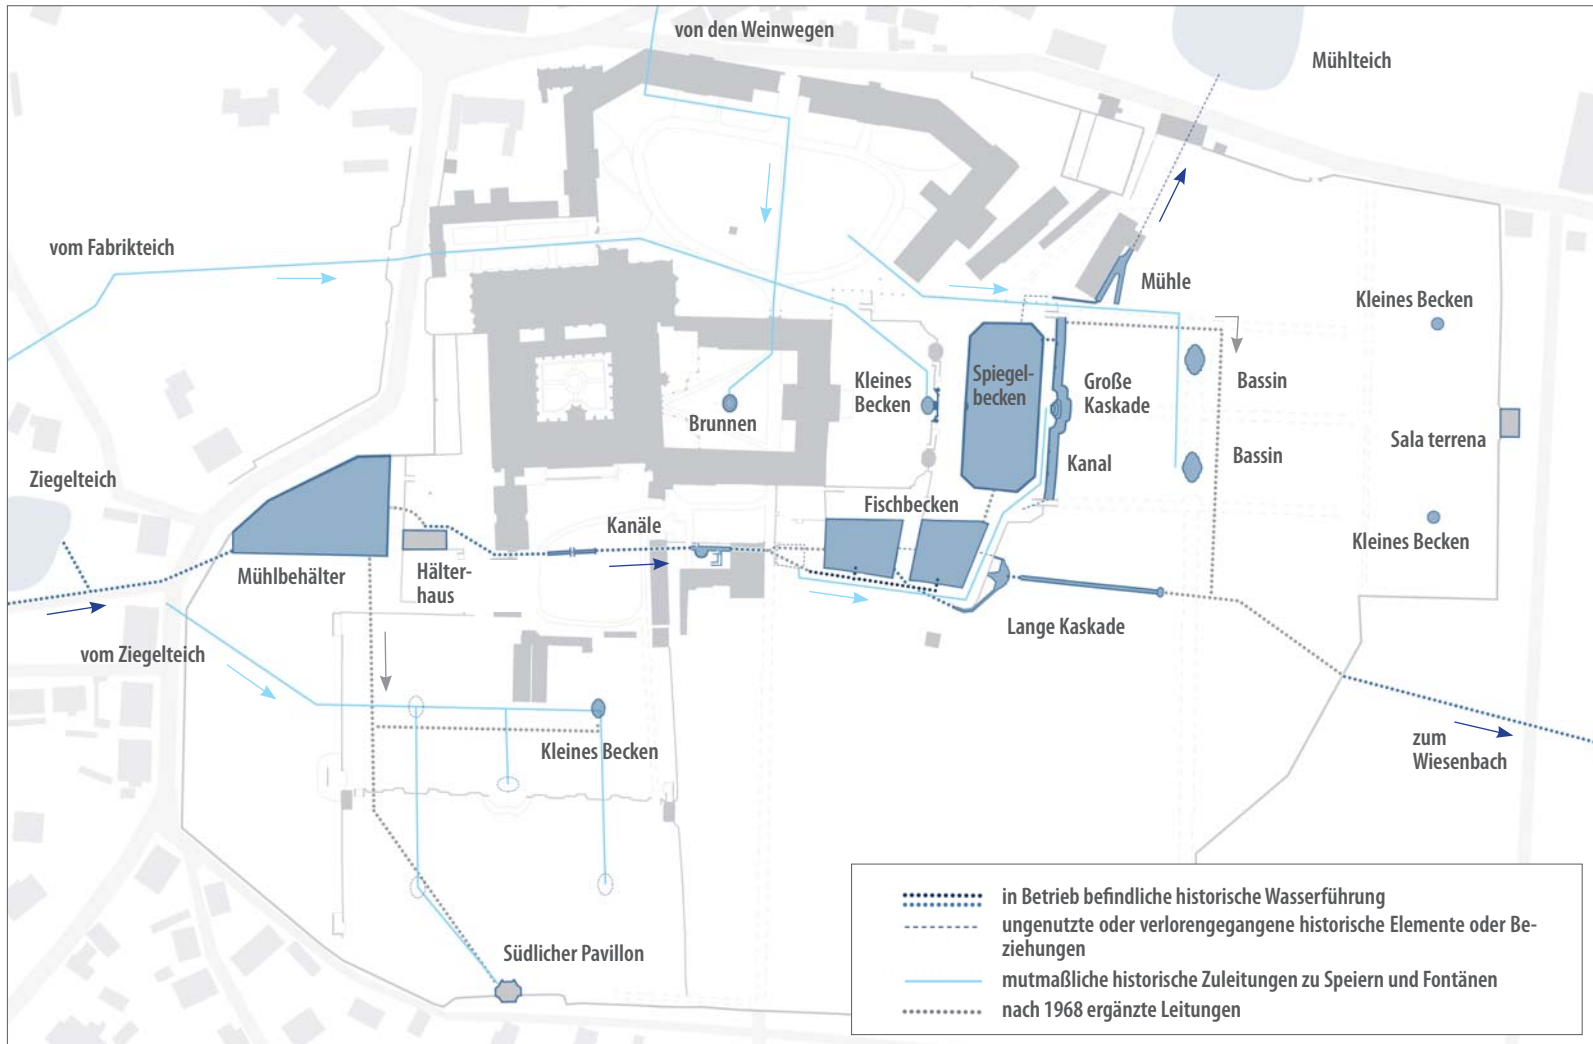 von den Weinwegen
Mühlteich
vom Fabrikteich
Mühle
Kleines Becken
Kleines
Becken
Spiegel-
becken
Große
Kaskade
Bassin
Brunnen
Sala terrena
Ziegelteich
Kanal
Bassin
Fischbecken
Kanäle
Kleines Becken
Mühlbehälter
Hälter-
haus
Lange Kaskade
vom Ziegelteich
Kleines Becken
zum
Wiesenbach
Südlicher Pavillon
in Betrieb befindliche historische Wasserführung
ungenutzte oder verlorengegangene historische Elemente oder Be-
ziehungen
mutmaßliche historische Zuleitungen zu Speiern und Fontänen
nach 1968 ergänzte Leitungen